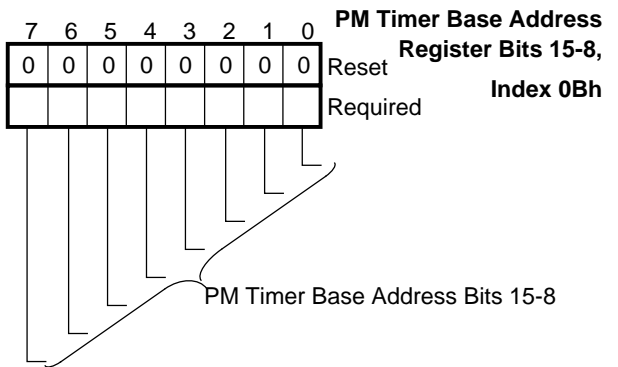 PM Timer Base Address
Register Bits 15-8,
Index 0Bh
7 6 5 4 3 2 1 0
0 0 0 0 0 0 0 0 Reset
Required
PM Timer Base Address Bits 15-8